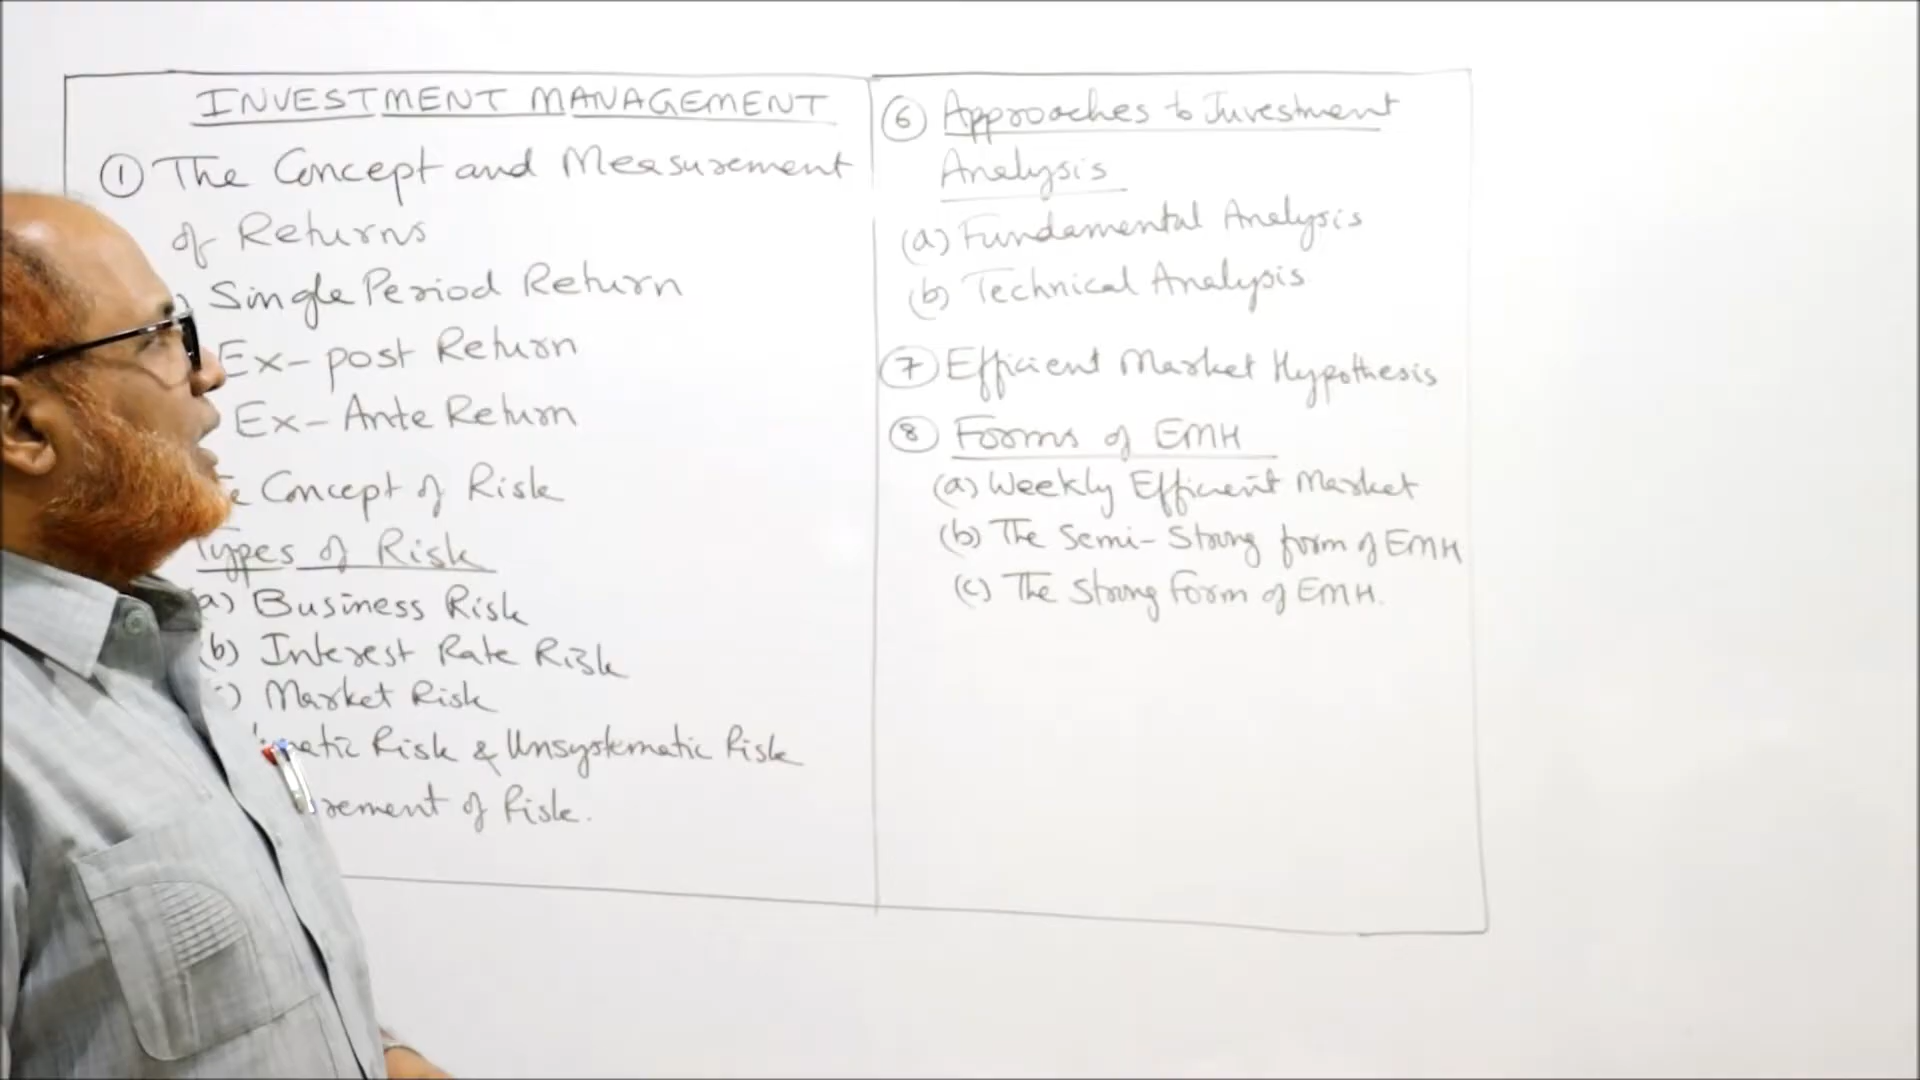 INVESTMENT MANAGEMENT
① The Concept and Measurement
of Returns
) Single Period Return
Ex-post Return
Ex-Ante Return
Concept of Risk
Types of Risk
(a) Business Risk
(b) Interest Rate Risk
) Market Risk
Risk & Unsystematic Risk
of Risk.
⑥ Approaches to Investment
Analysis
(a) Fundamental Analysis
(b) Technical Analysis
⑦ Efficient Market Hypothesis
⑧ Forms of EMH
(a) Weekly Efficient Market
(b) The Semi-Strong form of EMH
(c) The Strong Form of EMH.